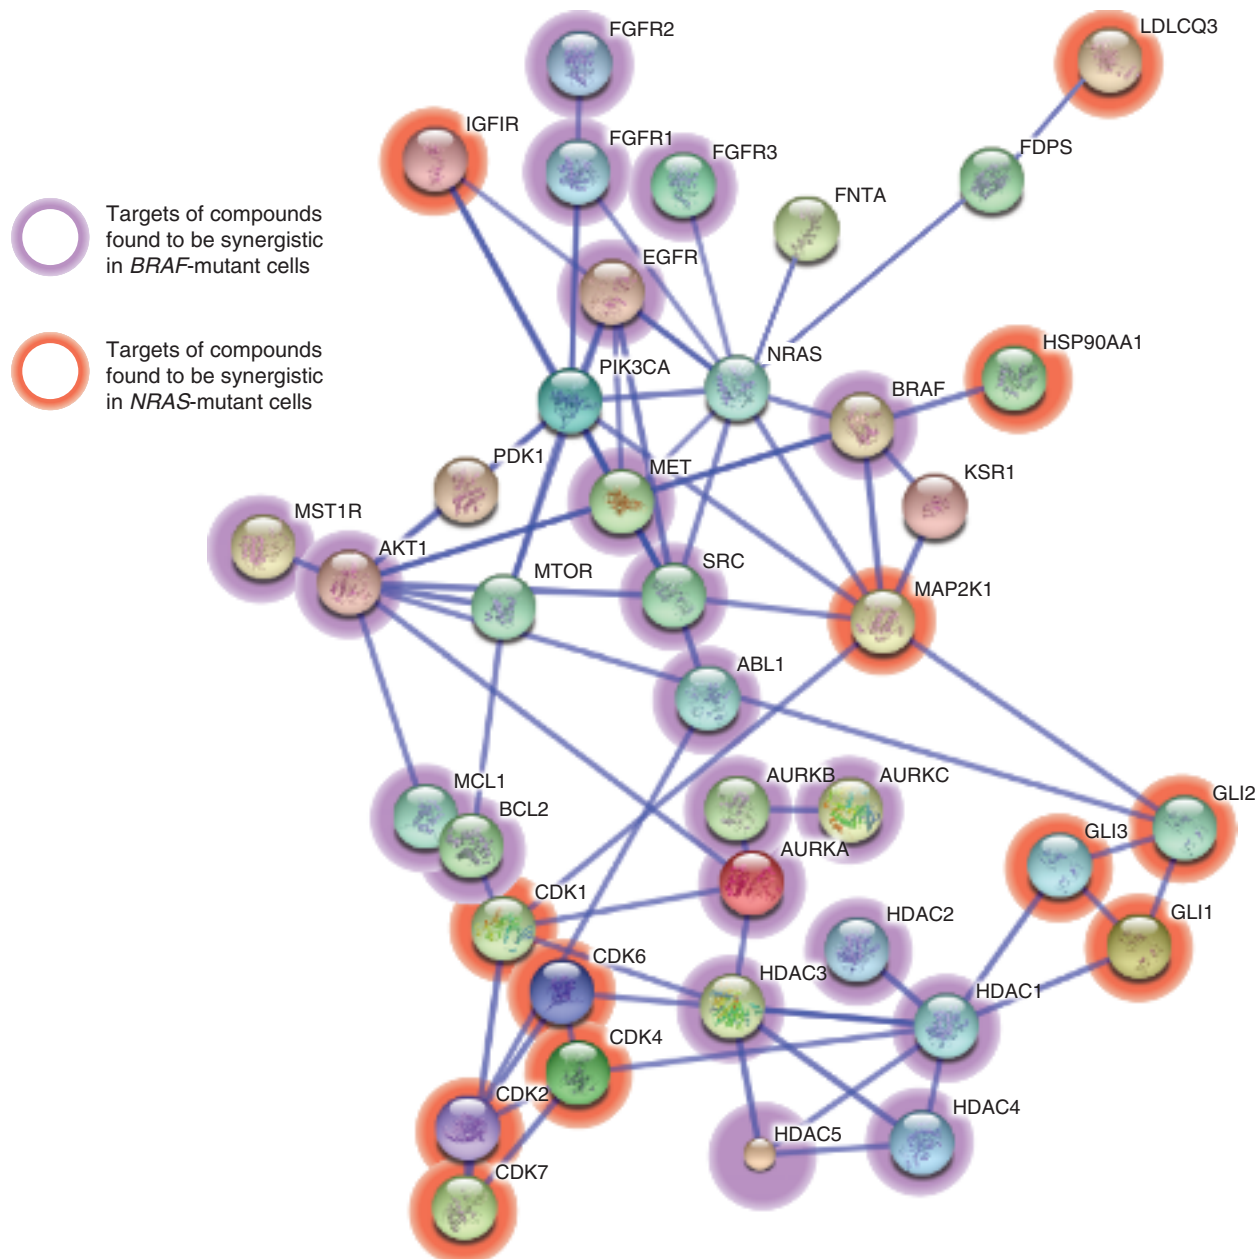 FGFR2
LDLCQ3
IGFIR
FGFR1
FGFR3
FDPS
FNTA
Targets of compounds
found to be synergistic
in BRAF-mutant cells
EGFR
Targets of compounds
found to be synergistic
in NRAS-mutant cells
HSP90AA1
NRAS
PIK3CA
BRAF
PDK1
MET
KSR1
MST1R
AKT1
MTOR
SRC
MAP2K1
ABL1
MCL1
BCL2
AURKB
AURKC
GLI2
GLI3
AURKA
CDK1
HDAC2
GLI1
CDK6
HDAC3
HDAC1
CDK4
CDK2
HDAC4
HDAC5
CDK7